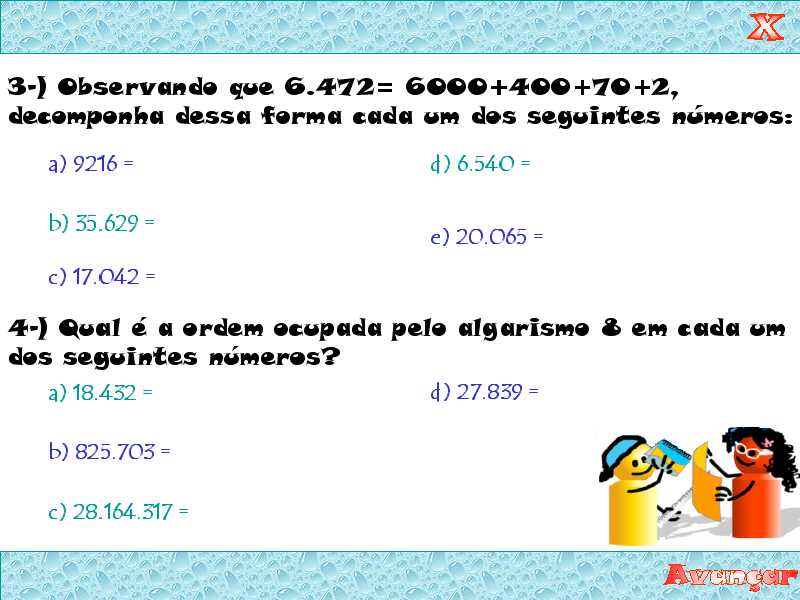 X
3-) Observando que 6.472= 6000+400+70+2,
decomponha dessa forma cada um dos seguintes números:
a) 9216 =
b) 35.629 =
c) 17.042 =
d) 6.540 =
e) 20.065 =
4-) Qual é a ordem ocupada pelo algarismo 8 em cada um
dos seguintes números?
a) 18.432 =
b) 825.703 =
c) 28.164.317 =
d) 27.839 =
Avançar